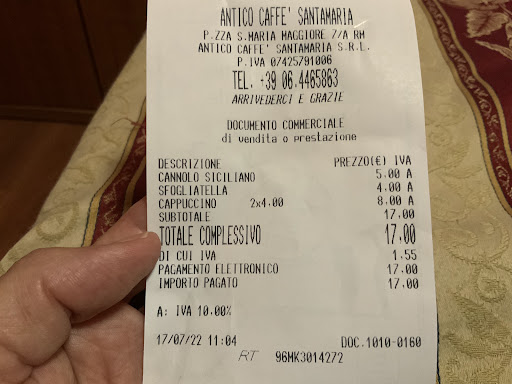 ANTICO CAFFE' SANTAMARIA
P.ZZA S.MARIA MAGGIORE 7/A RM
ANTICO CAFFE' SANTAMARIA S.R.L.
P.IVA 07425791006
TEL. +39 06.4465863
ARRIVEDERCI E GRAZIE
DOCUMENTO COMMERCIALE
di vendita o prestazione
DESCRIZIONE PREZZO(€) IVA
CANNOLO SICILIANO 5.00 A
SFOGLIATELLA 4.00 A
CAPPUCCINO 2x4.00 8.00 A
SUBTOTALE 17.00
TOTALE COMPLESSIVO 17.00
DI CUI IVA 1.55
PAGAMENTO ELETTRONICO 17.00
IMPORTO PAGATO 17.00
A: IVA 10.00%
17/07/22 11:04 DOC.1010-0160
RT 96MK3014272